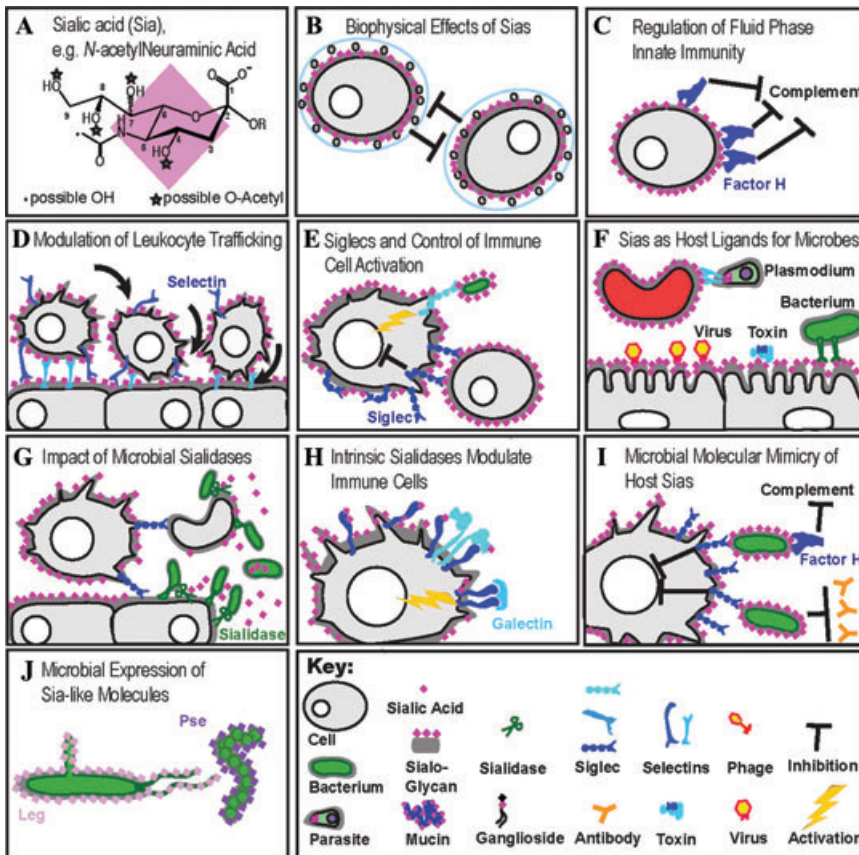 A Sialic acid (Sia),
e.g. N-acetylNeuraminic Acid
O
O⁻
HO
OH
8
7
9
6
1
2
O
OR
HO
H
N
5
4
3
O
HO
•possible OH ☆possible O-Acetyl
B Biophysical Effects of Sias
C Regulation of Fluid Phase
Innate Immunity
Complement
Factor H
D Modulation of Leukocyte Trafficking
Selectin
E Siglecs and Control of Immune
Cell Activation
Siglec
F Sias as Host Ligands for Microbes
Plasmodium
Bacterium
Virus Toxin
G Impact of Microbial Sialidases
Sialidase
H Intrinsic Sialidases Modulate
Immune Cells
Galectin
I Microbial Molecular Mimicry of
Host Sias
Complement
Factor H
J Microbial Expression of
Sia-like Molecules
Pse
Leg
Key:
Cell
Sialic Acid
Bacterium
Sialo-
Glycan
Sialidase
Siglec
Selectins
Phage
Inhibition
Parasite
Mucin
Ganglioside
Antibody
Toxin
Virus
Activation